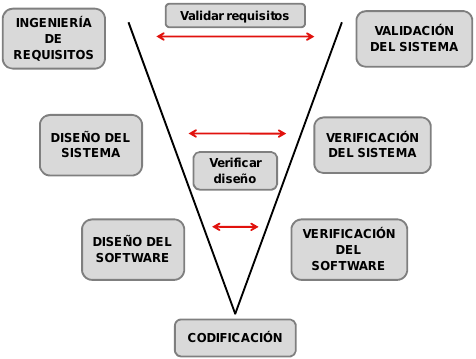 INGENIERÍA
DE
REQUISITOS
Validar requisitos
VALIDACIÓN
DEL SISTEMA
DISEÑO DEL
SISTEMA
Verificar
diseño
VERIFICACIÓN
DEL SISTEMA
DISEÑO DEL
SOFTWARE
VERIFICACIÓN
DEL
SOFTWARE
CODIFICACIÓN